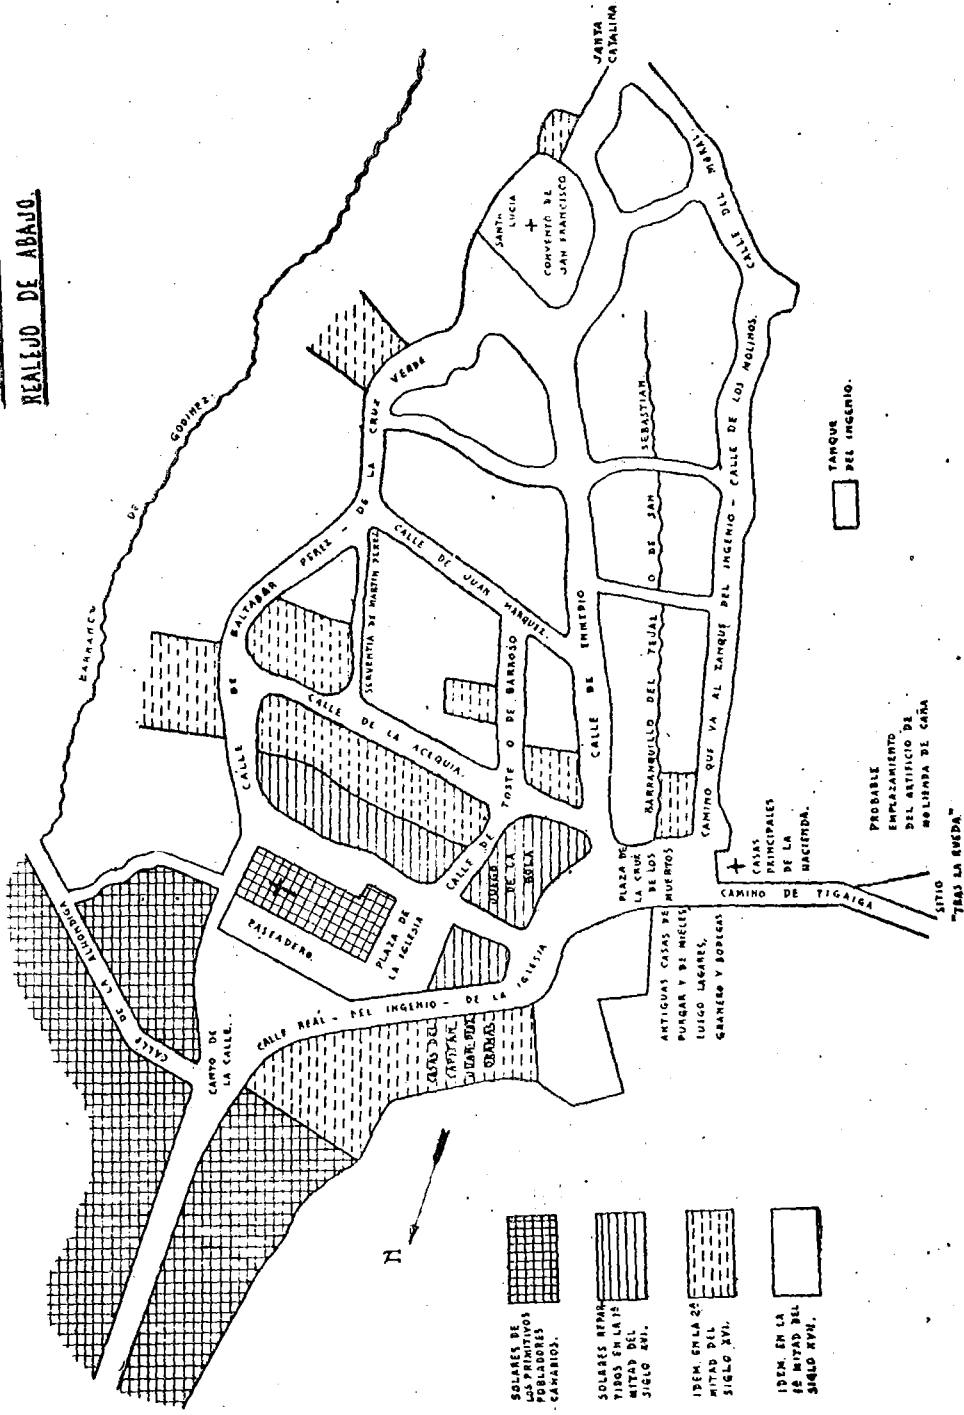 REALEJO DE ABAJO.
SANTA
CATALINA
BARRANCO DE GODINEZ.
SANTA
LUCIA
CONVENTO DE
SAN FRANCISCO
CALLE DEL MORAL.
CALLE DE BALTASAR PEREZ - DE LA CRUZ VERDE
SERVENTIA DE MARTIN PEREZ
CALLE DE JUAN MARQUEZ.
CALLE DE LA ACEQUIA.
CALLE DE TOSTE O DE BARROSO
CALLE DE ENMEDIO
BARRANQUILLO DEL TEJAL O DE SAN SEBASTIAN
CAMINO QUE VA AL TANQUE DEL INGENIO - CALLE DE LOS MOLINOS.
TANQUE
DEL INGENIO.
CALLE DE LA ALHONDIGA
PASEADERO.
PLAZA DE
LA IGLESIA
JUEGO
DE LA
BOLA
PLAZA DE
LA CRUZ
DE LOS
MUERTOS
CASAS
PRINCIPALES
DE LA
HACIENDA.
PROBABLE
EMPLAZAMIENTO
DEL ARTIFICIO DE
MOLIENDA DE CAÑA
CAMINO DE TIGAIGA
SITIO
"TRAS LA RUEDA"
CANTO DE
LA CALLE.
CALLE REAL - DEL INGENIO - DE LA IGLESIA
CASAS DEL
CAPITAN
JUAN
GRAMAS
ANTIGUAS CASAS DE
PURGAR Y DE MIELES
LUEGO LAGARES,
GRANERO Y BODEGAS
N
SOLARES DE
LOS PRIMITIVOS
POBLADORES
CANARIOS.
SOLARES REPAR
TIDOS EN LA 1ª
MITAD DEL
SIGLO XVI.
IDEM. EN LA 2ª
MITAD DEL
SIGLO XVI.
IDEM. EN LA
1ª MITAD DEL
SIGLO XVII.